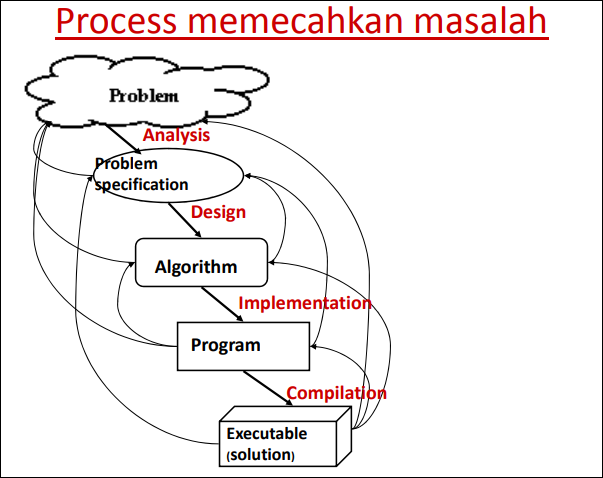 Process memecahkan masalah
Problem
Analysis
Problem
specification
Design
Algorithm
Implementation
Program
Compilation
Executable
(solution)